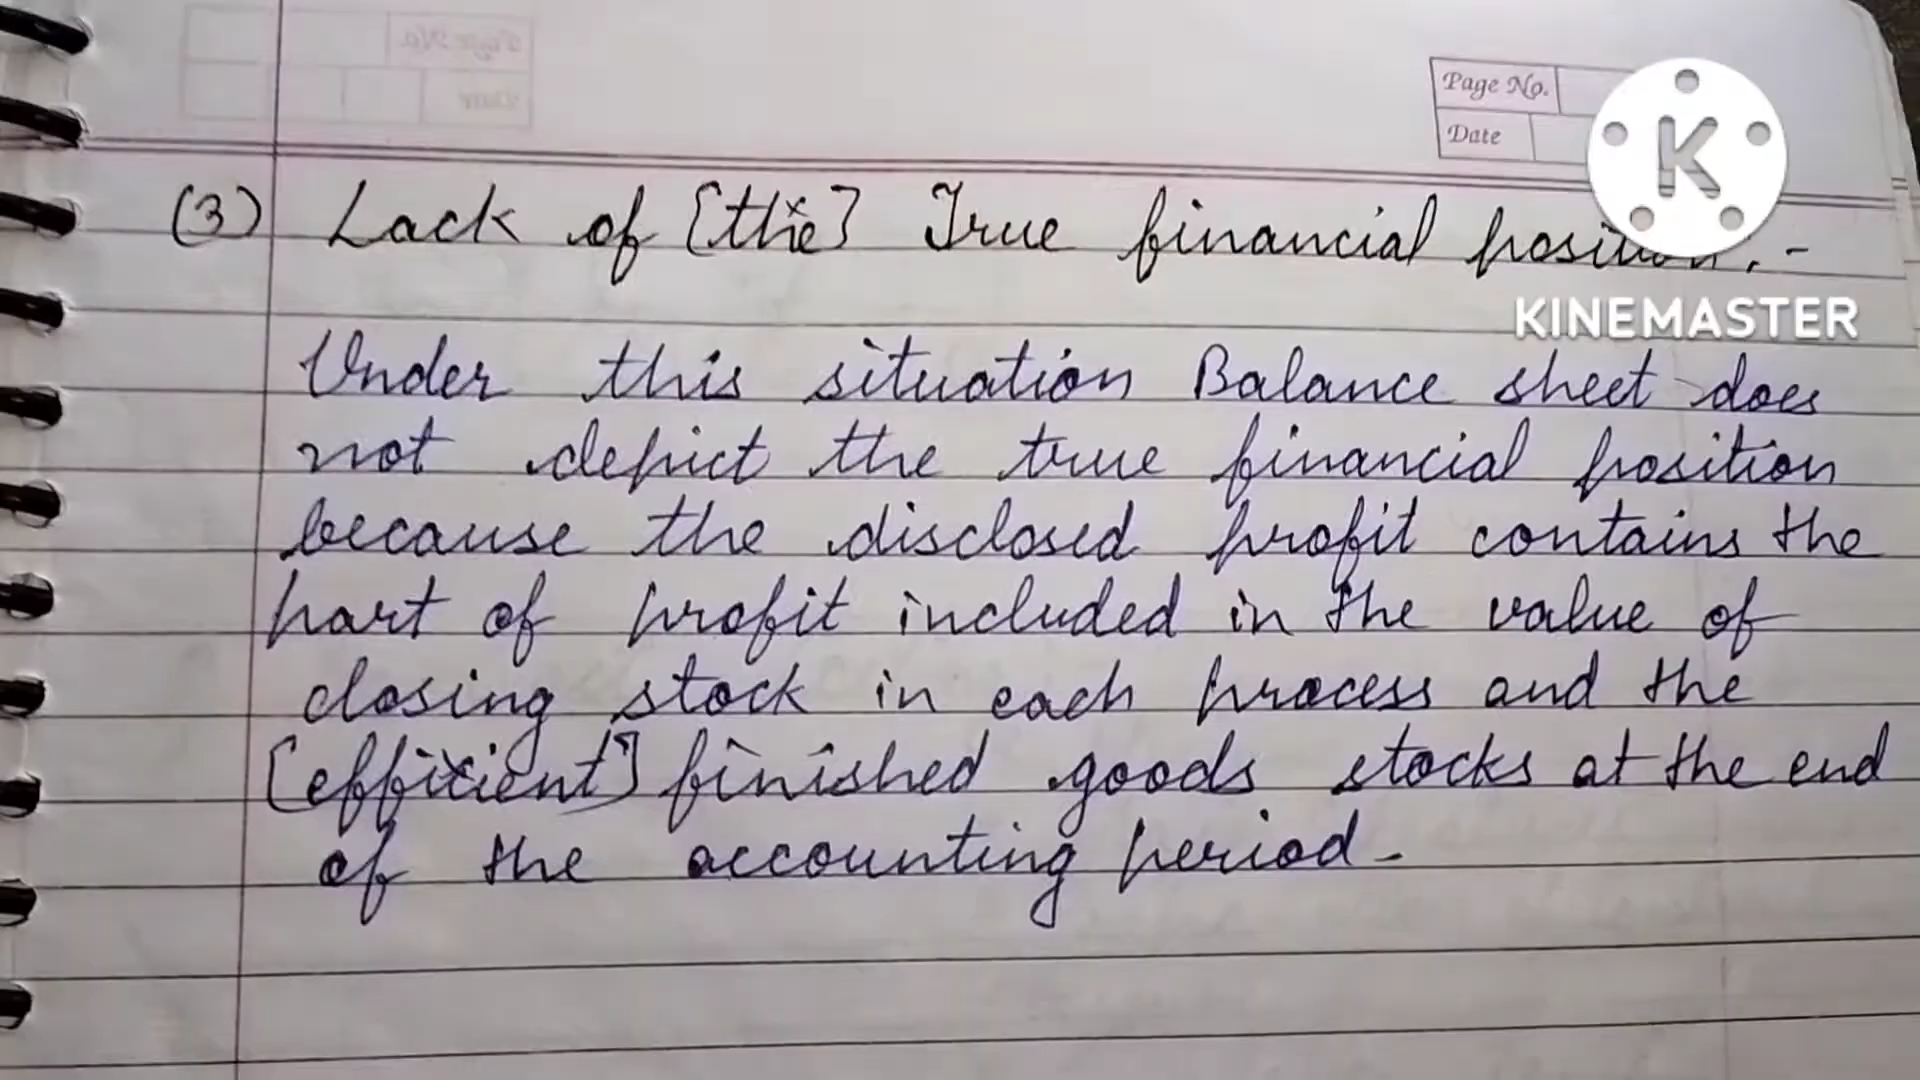 Page No.
Date
(3) Lack of [the] True financial position. -
KINEMASTER
Under this situation Balance sheet does
not depict the true financial position
because the disclosed profit contains the
part of profit included in the value of
closing stock in each process and the
[efficient] finished goods stocks at the end
of the accounting period -